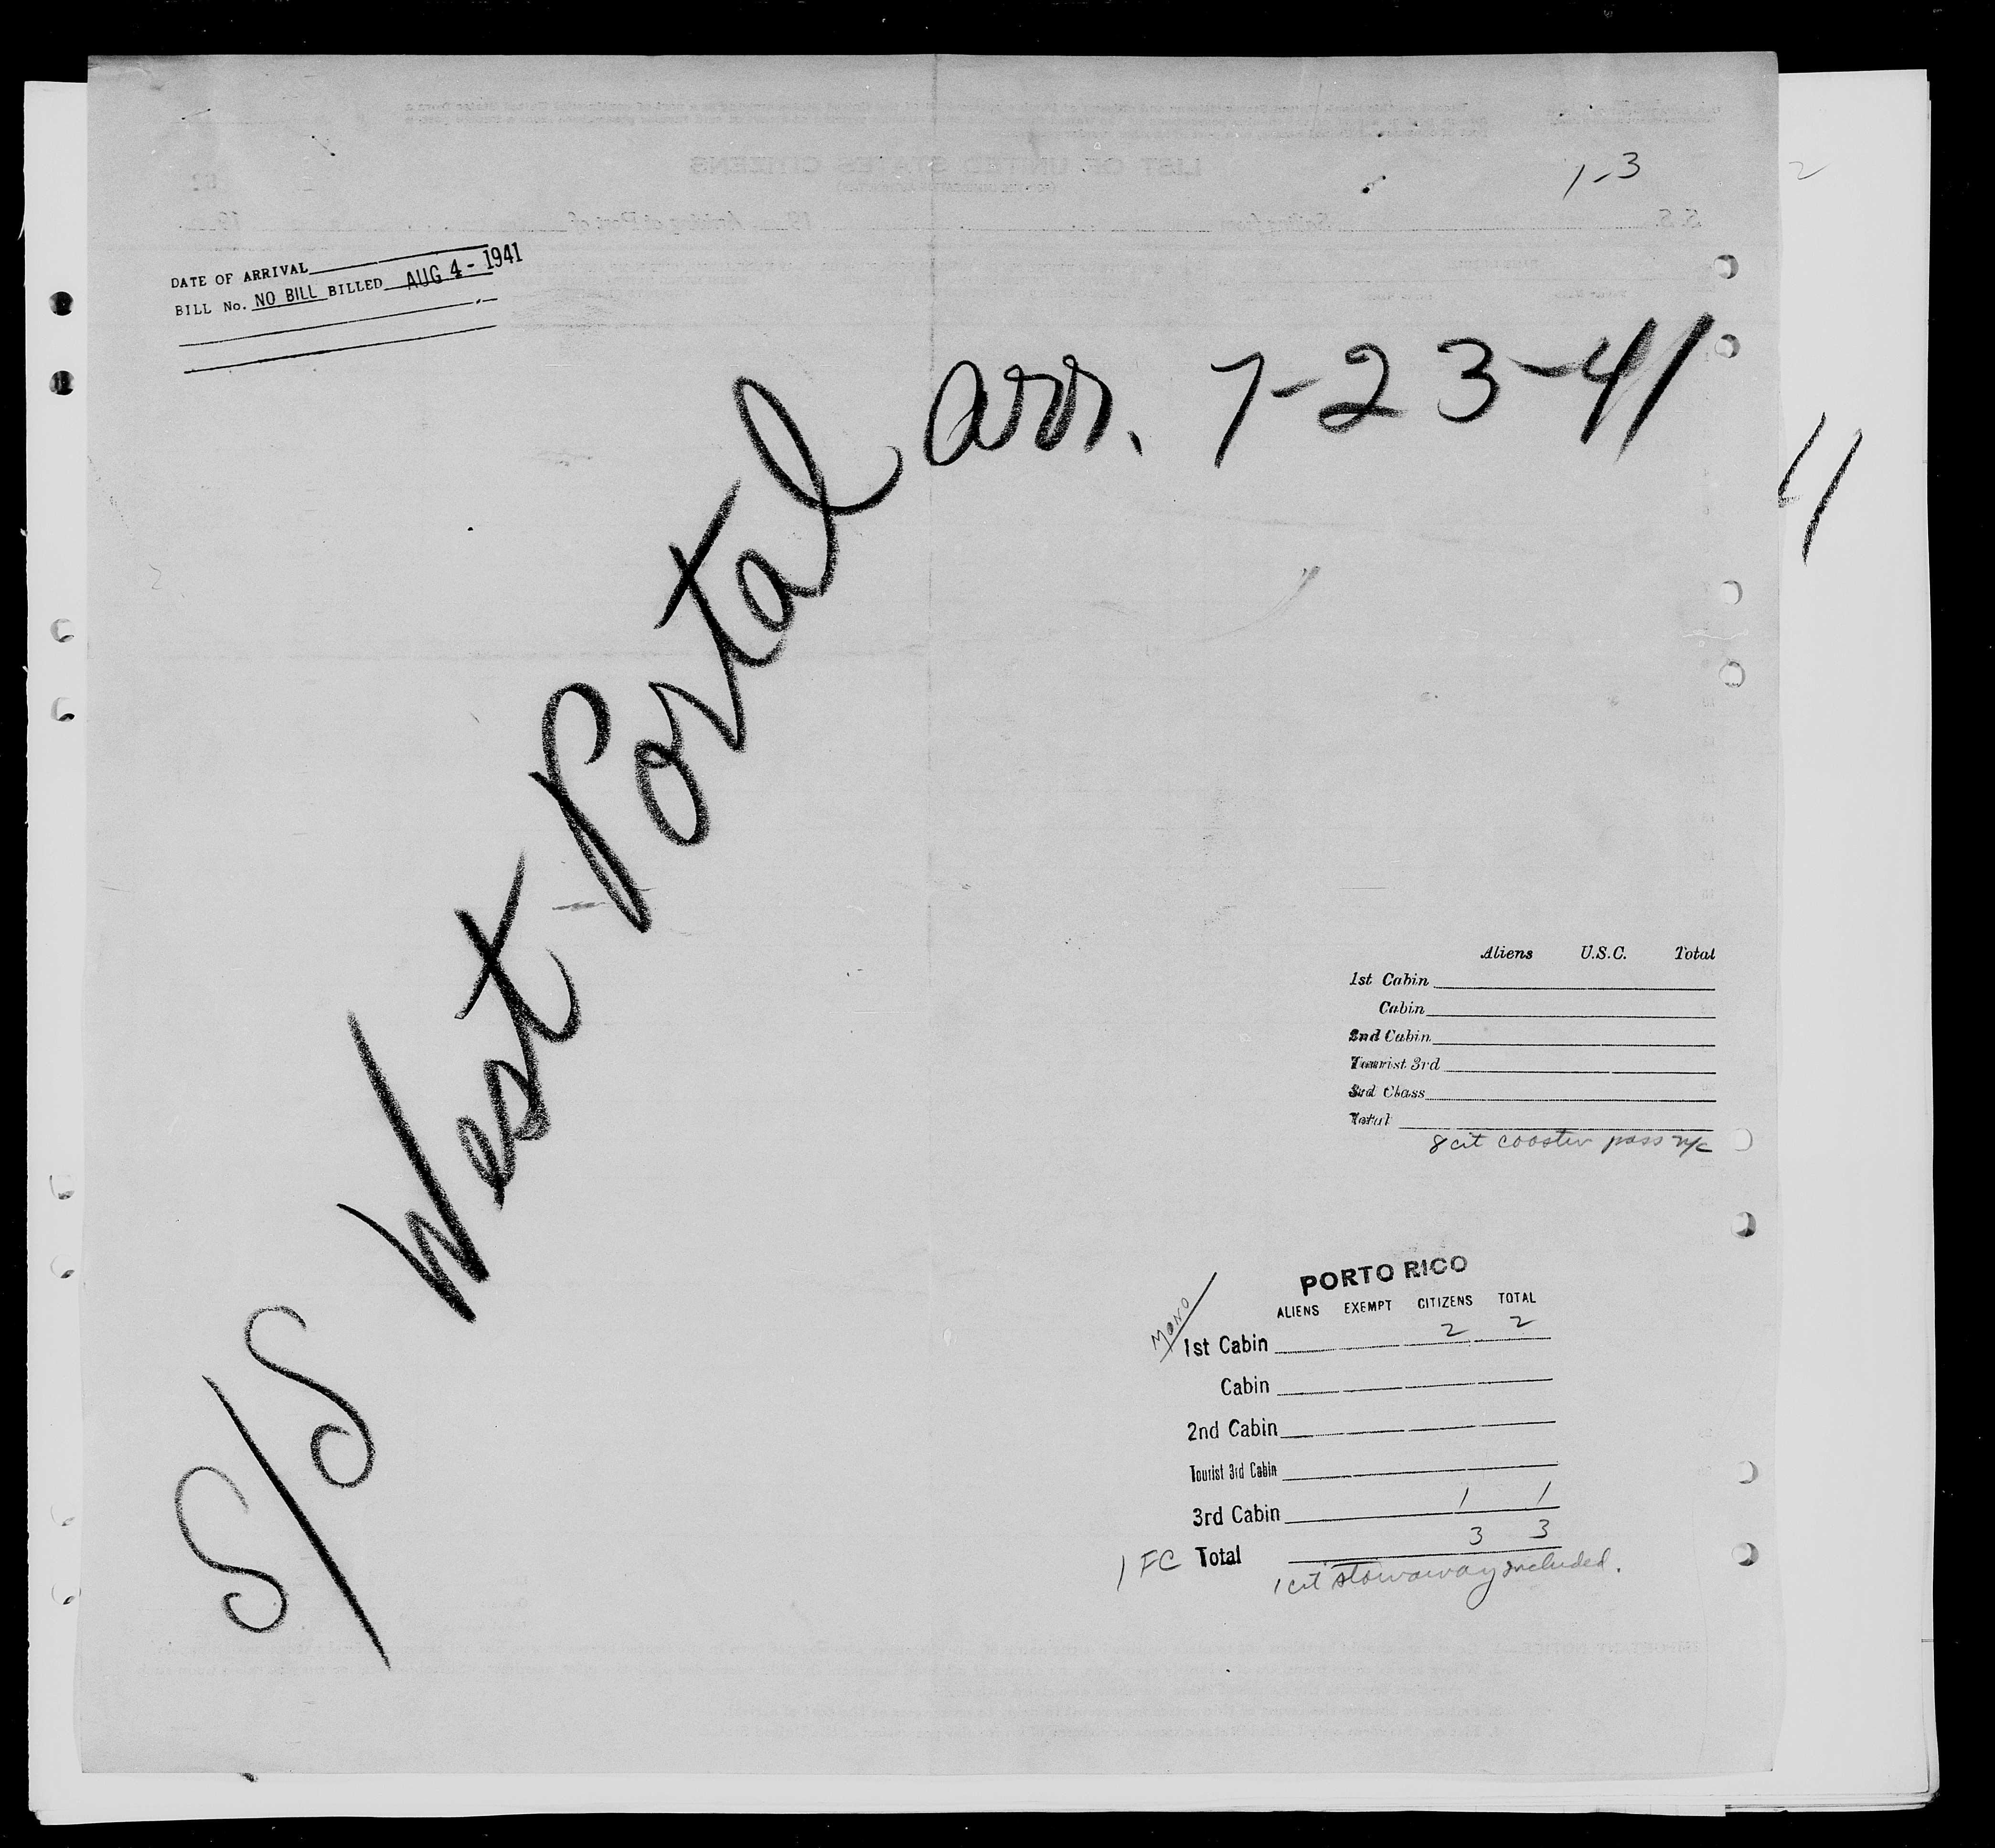 1-3
DATE OF ARRIVAL
BILL No. NO BILL BILLED AUG 4 - 1941
S/S West Portal arr. 7-23-41
11
Aliens U.S.C. Total
1st Cabin
Cabin
2nd Cabin
Tourist 3rd
3rd Class
Total
8 cit coaster pass n/c
PORTO RICO
ALIENS EXEMPT CITIZENS TOTAL
1st Cabin 2 2
Cabin
2nd Cabin
Tourist 3rd Cabin
3rd Cabin 1 1
1 FC Total 3 3
1 cit stowaway included.